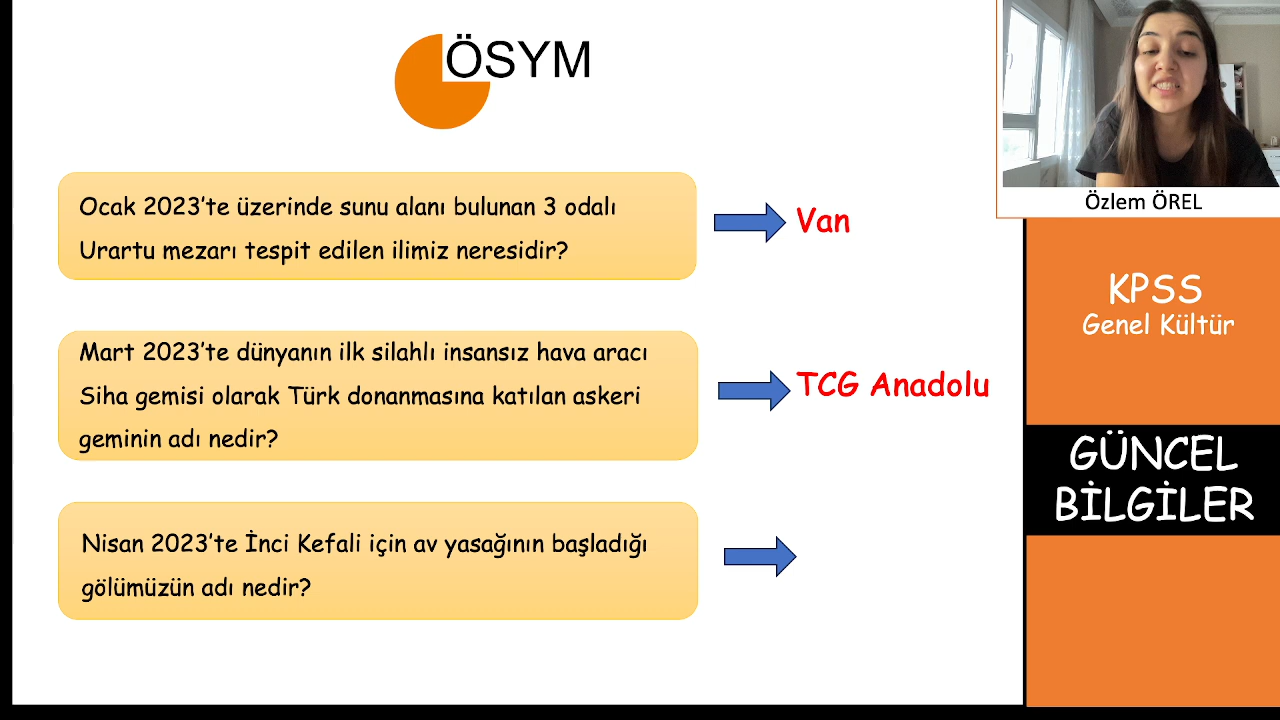 ÖSYM
Ocak 2023'te üzerinde sunu alanı bulunan 3 odalı
Urartu mezarı tespit edilen ilimiz neresidir?
Van
Mart 2023'te dünyanın ilk silahlı insansız hava aracı
Siha gemisi olarak Türk donanmasına katılan askeri
geminin adı nedir?
TCG Anadolu
Nisan 2023'te İnci Kefali için av yasağının başladığı
gölümüzün adı nedir?
Özlem ÖREL
KPSS
Genel Kültür
GÜNCEL
BİLGİLER